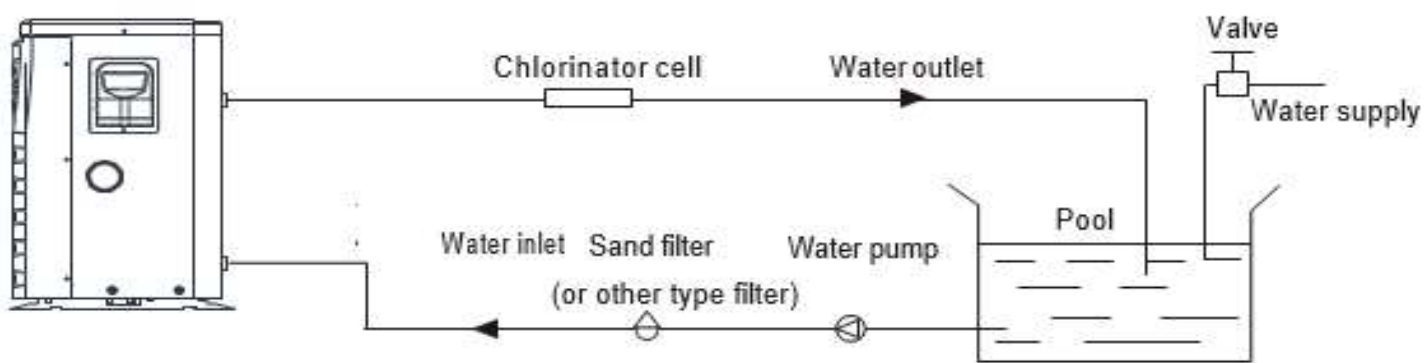 Valve
Chlorinator cell
Water outlet
Water supply
Pool
Water inlet
Sand filter
(or other type filter)
Water pump